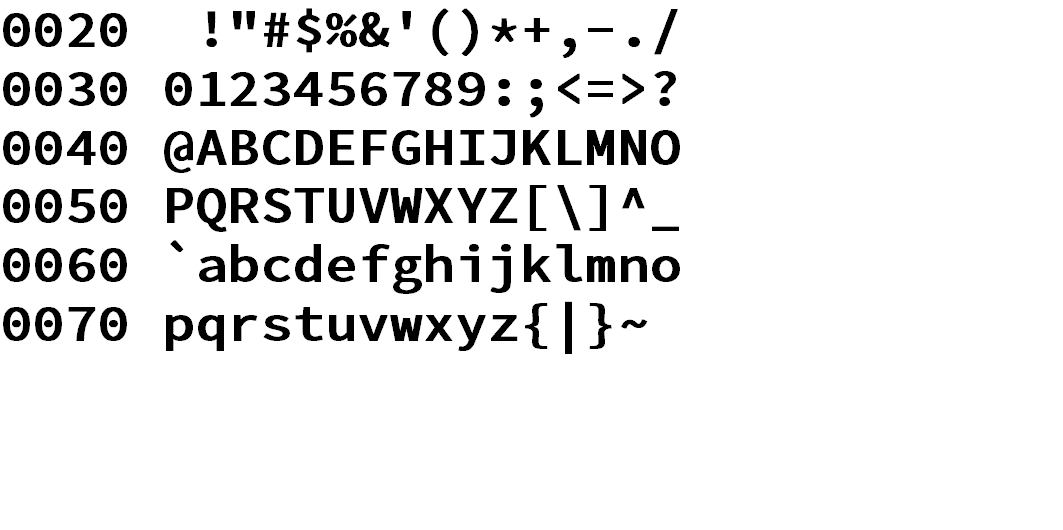 0020  !"#$%&'()*+,-./
0030 0123456789:;<=>?
0040 @ABCDEFGHIJKLMNO
0050 PQRSTUVWXYZ[\]^_
0060 `abcdefghijklmno
0070 pqrstuvwxyz{|}~